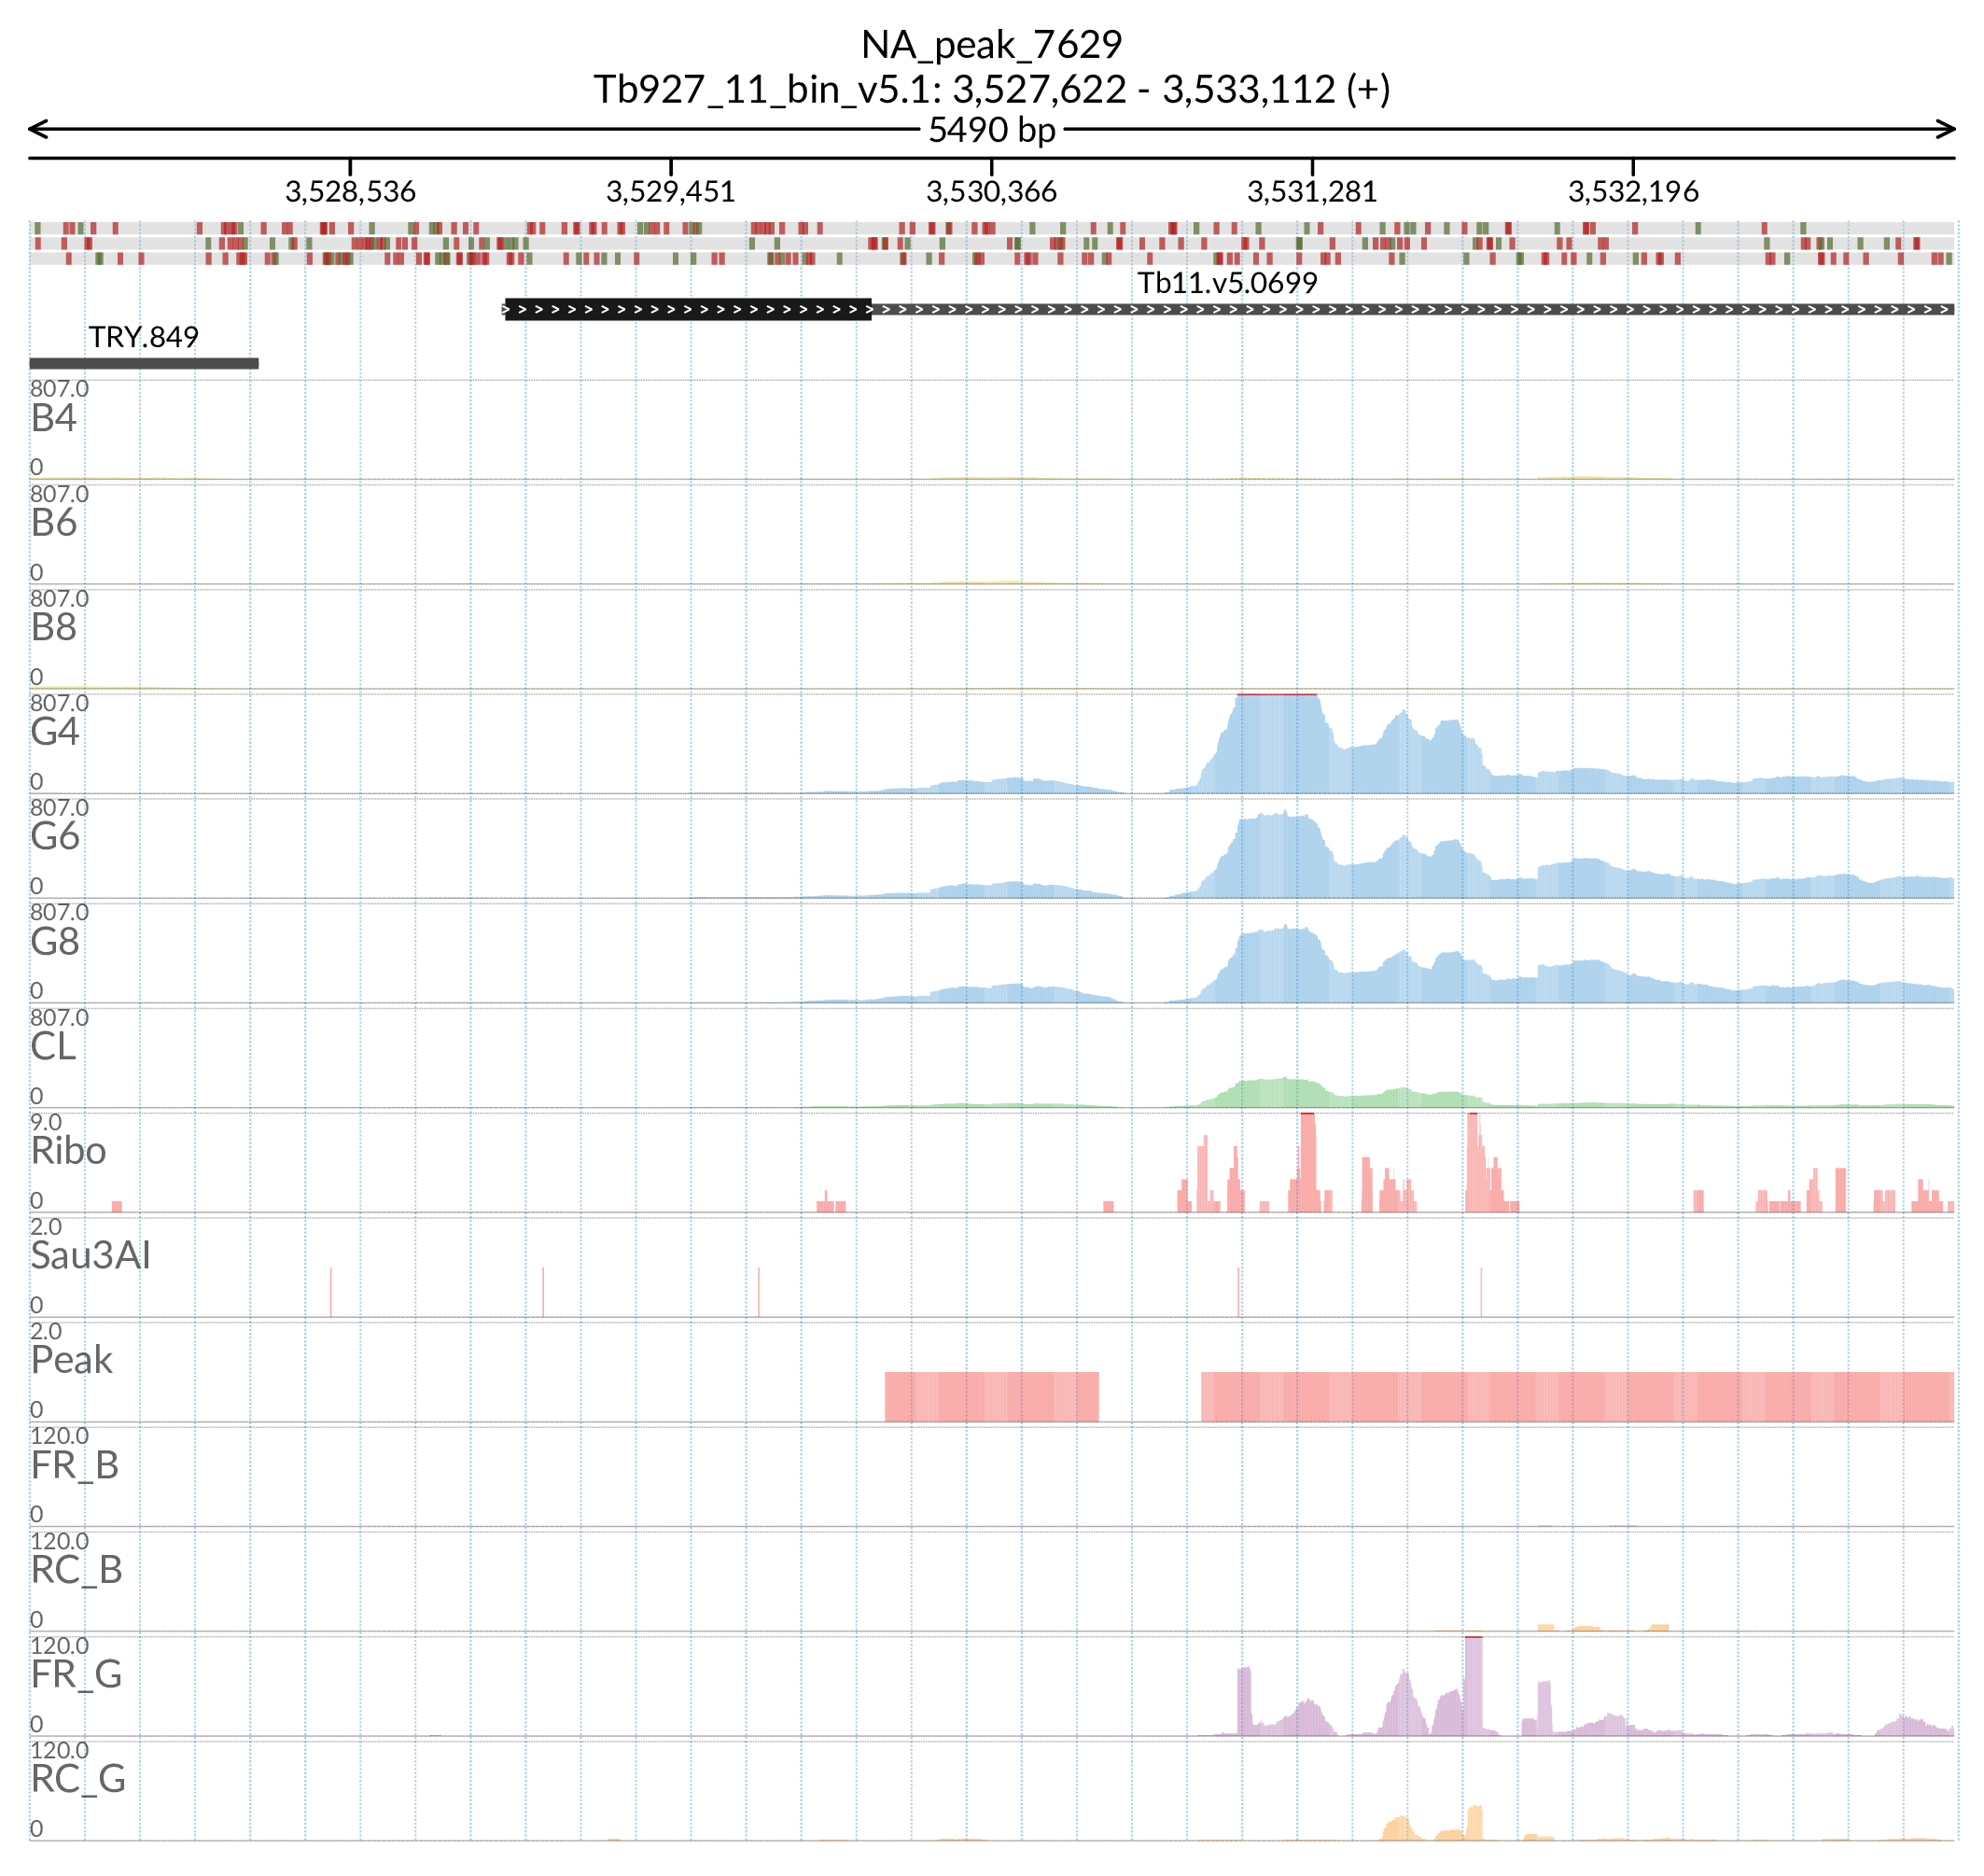 NA_peak_7629
Tb927_11_bin_v5.1: 3,527,622 - 3,533,112 (+)
5490 bp
3,528,536 3,529,451 3,530,366 3,531,281 3,532,196
Tb11.v5.0699
TRY.849
807.0
B4
0
807.0
B6
0
807.0
B8
0
807.0
G4
0
807.0
G6
0
807.0
G8
0
807.0
CL
0
9.0
Ribo
0
2.0
Sau3AI
0
2.0
Peak
0
120.0
FR_B
0
120.0
RC_B
0
120.0
FR_G
0
120.0
RC_G
0